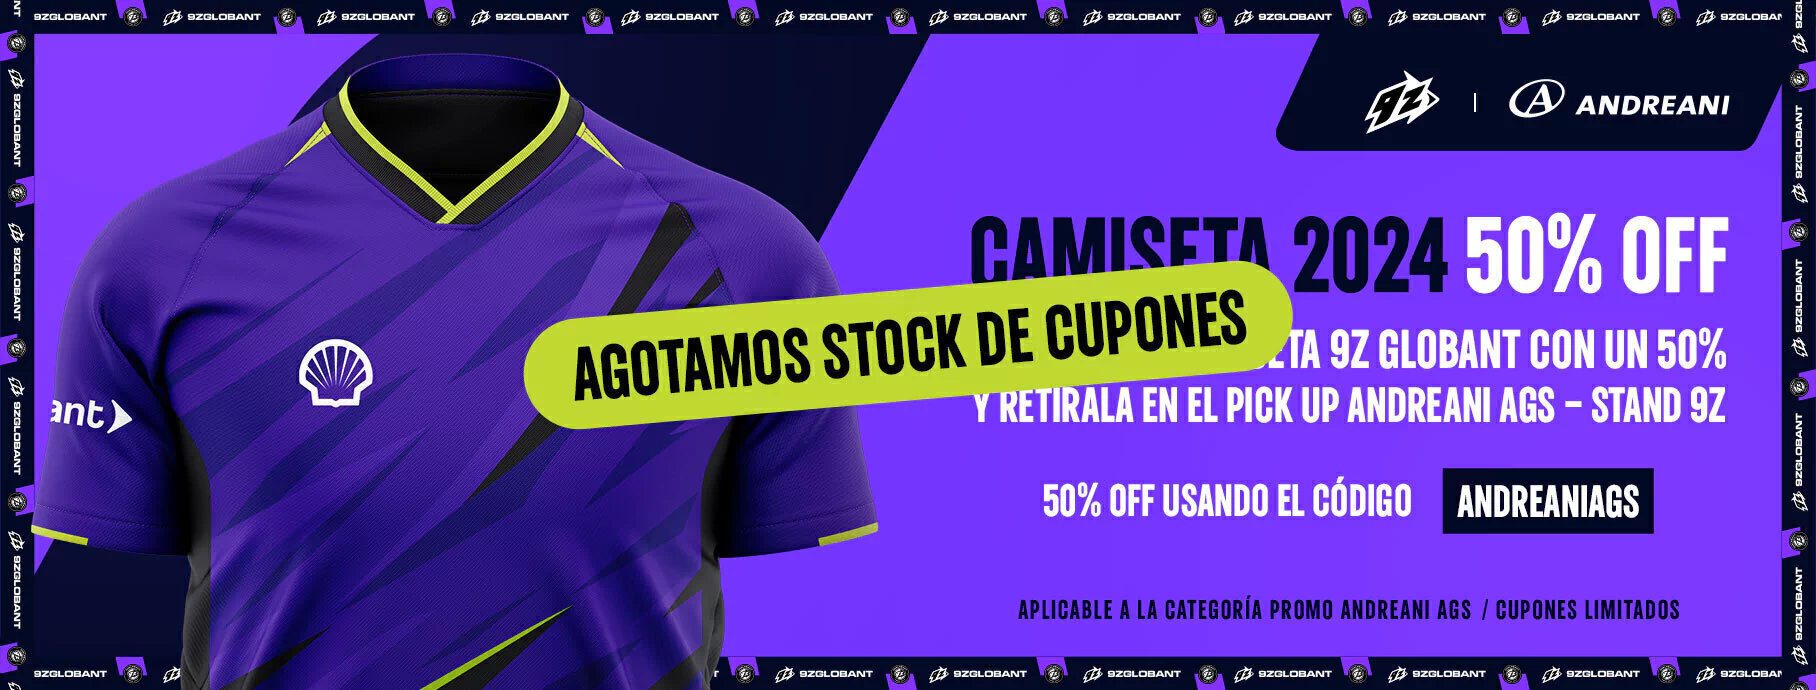 9Z | ANDREANI
CAMISETA 2024 50% OFF
AGOTAMOS STOCK DE CUPONES
9Z GLOBANT CON UN 50%
Y RETIRALA EN EL PICK UP ANDREANI AGS – STAND 9Z
50% OFF USANDO EL CÓDIGO ANDREANIAGS
APLICABLE A LA CATEGORÍA PROMO ANDREANI AGS / CUPONES LIMITADOS
ant
9ZGLOBANT